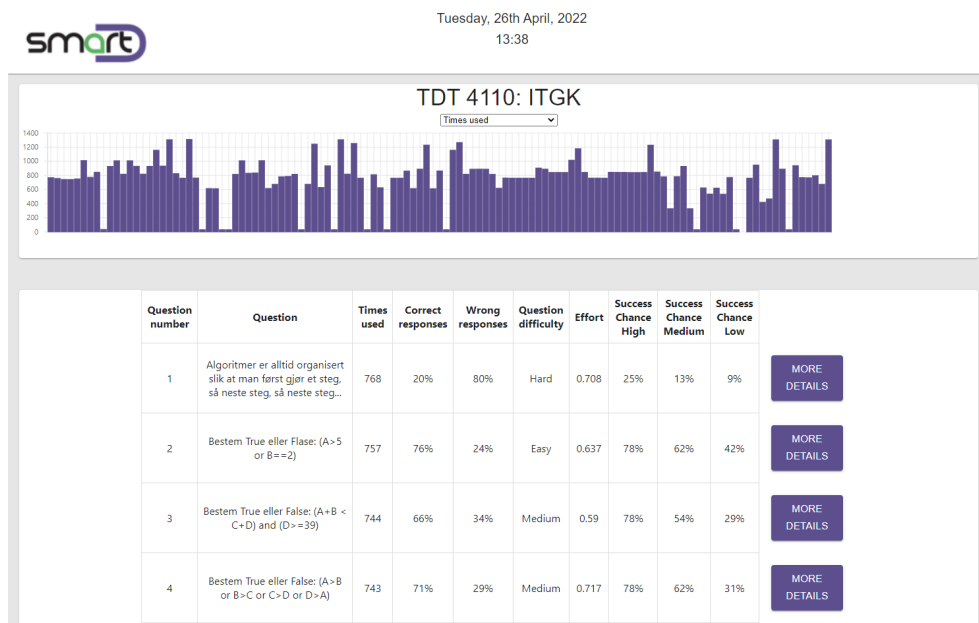 smart
Tuesday, 26th April, 2022
13:38
TDT 4110: ITGK
Times used
1400
1200
1000
800
600
400
200
0
Question number
Question
Times used
Correct responses
Wrong responses
Question difficulty
Effort
Success Chance High
Success Chance Medium
Success Chance Low
1
Algoritmer er alltid organisert
slik at man først gjør et steg,
så neste steg, så neste steg...
768
20%
80%
Hard
0.708
25%
13%
9%
MORE
DETAILS
2
Bestem True eller Flase: (A>5
or B==2)
757
76%
24%
Easy
0.637
78%
62%
42%
MORE
DETAILS
3
Bestem True eller False: (A+B <
C+D) and (D>=39)
744
66%
34%
Medium
0.59
78%
54%
29%
MORE
DETAILS
4
Bestem True eller False: (A>B
or B>C or C>D or D>A)
743
71%
29%
Medium
0.717
78%
62%
31%
MORE
DETAILS